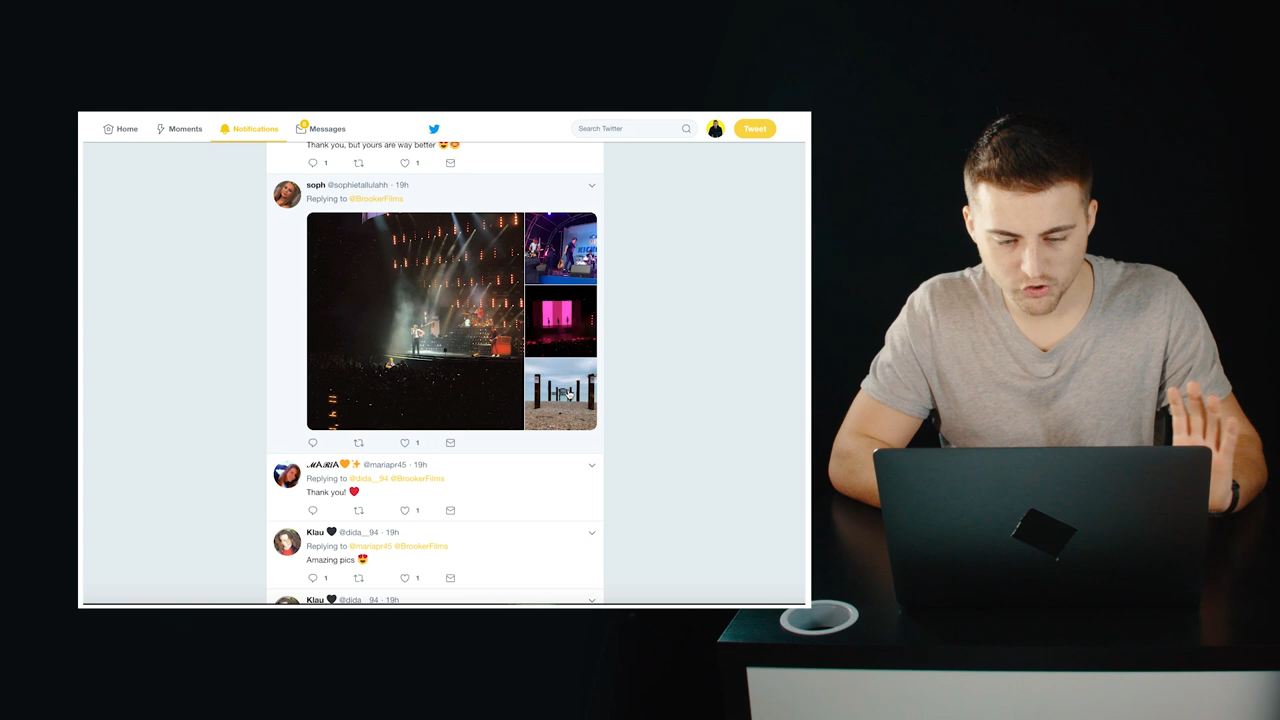 Home Moments Notifications 6 Messages Search Twitter Tweet
Thank you, but yours are way better 😍😊
1 1
soph @sophietallulahh · 19h
Replying to @BrookerFilms
1
𝓜𝐀𝓡𝐈𝐀🧡✨ @mariapr45 · 19h
Replying to @dida__94 @BrookerFilms
Thank you! ❤️
1
Klau 🖤 @dida__94 · 19h
Replying to @mariapr45 @BrookerFilms
Amazing pics 😍
1 1
Klau 🖤 @dida__94 · 19h